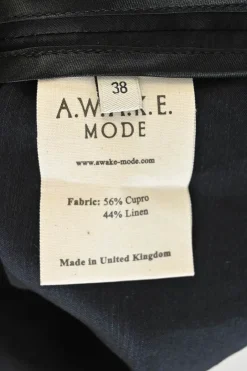 38
A.W.A.K.E.
MODE
www.awake-mode.com
Fabric: 56% Cupro
44% Linen
Made in United Kingdom